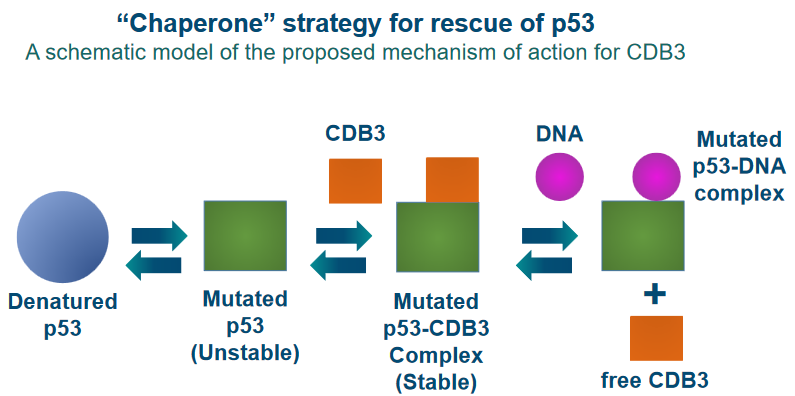 “Chaperone” strategy for rescue of p53
A schematic model of the proposed mechanism of action for CDB3
CDB3
DNA
Mutated
p53-DNA
complex
Denatured
p53
Mutated
p53
(Unstable)
Mutated
p53-CDB3
Complex
(Stable)
+
free CDB3